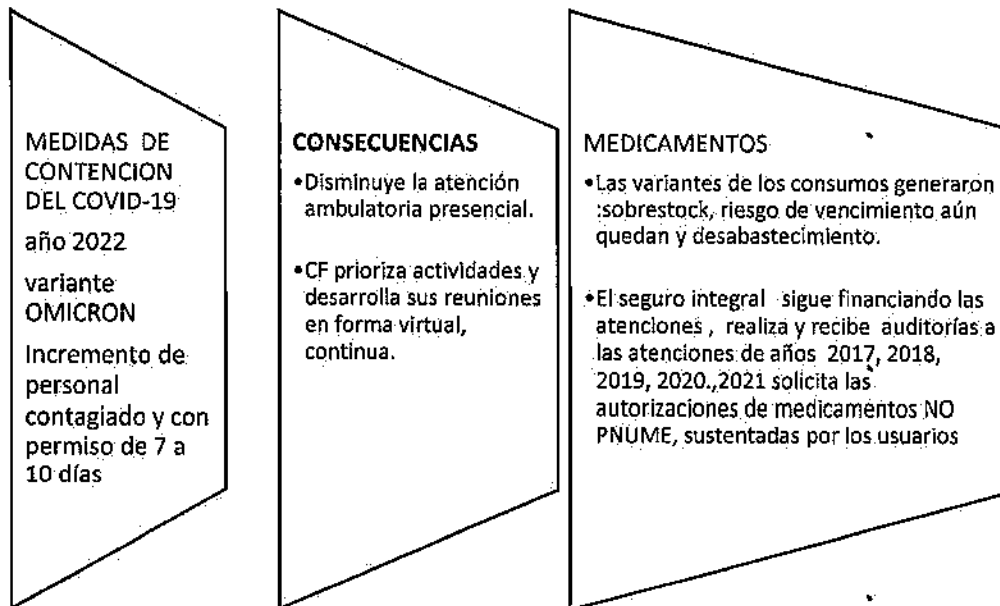 MEDIDAS DE
CONTENCION
DEL COVID-19
año 2022
variante
OMICRON
Incremento de
personal
contagiado y con
permiso de 7 a
10 días
CONSECUENCIAS
•Disminuye la atención
ambulatoria presencial.
•CF prioriza actividades y
desarrolla sus reuniones
en forma virtual,
continua.
MEDICAMENTOS
•Las variantes de los consumos generaron
:sobrestock, riesgo de vencimiento aún
quedan y desabastecimiento.
•El seguro integral sigue financiando las
atenciones , realiza y recibe auditorías a
las atenciones de años 2017, 2018,
2019, 2020.,2021 solicita las
autorizaciones de medicamentos NO
PNUME, sustentadas por los usuarios